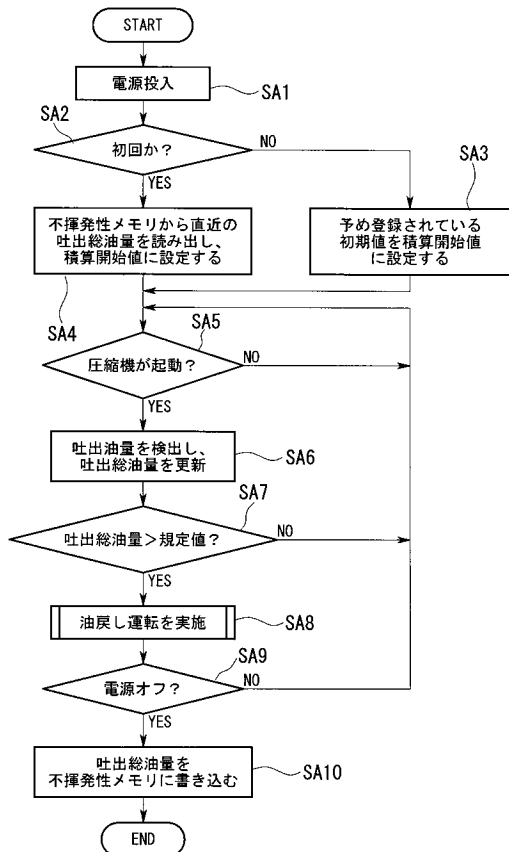 START
電源投入
SA1
SA2
初回か？
NO
YES
SA3
不揮発性メモリから直近の
吐出総油量を読み出し、
積算開始値に設定する
予め登録されている
初期値を積算開始値
に設定する
SA4
SA5
圧縮機が起動？
NO
YES
吐出油量を検出し、
吐出総油量を更新
SA6
SA7
吐出総油量＞規定値？
NO
YES
油戻し運転を実施
SA8
SA9
電源オフ？
NO
YES
吐出総油量を
不揮発性メモリに書き込む
SA10
END